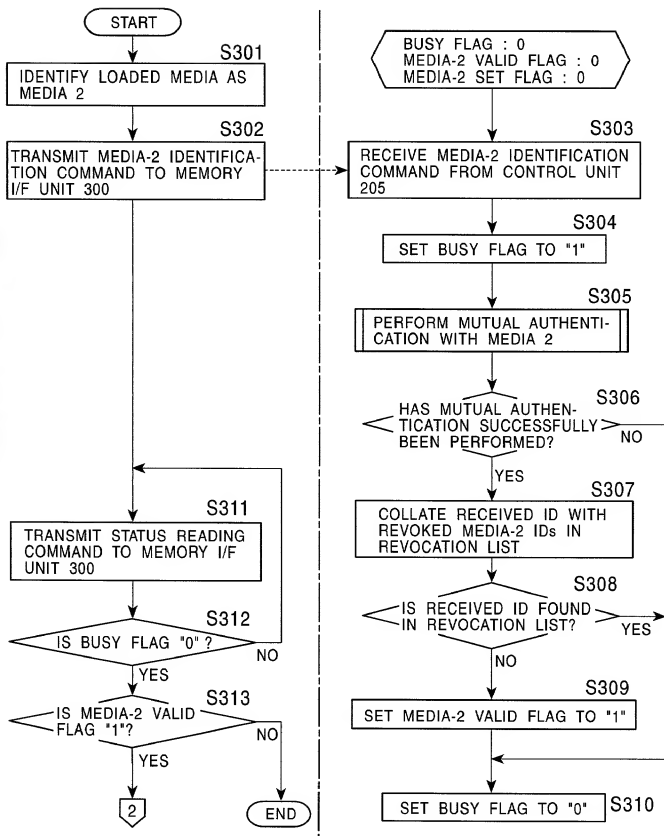 START
S301
IDENTIFY LOADED MEDIA AS
MEDIA 2
S302
TRANSMIT MEDIA-2 IDENTIFICA-
TION COMMAND TO MEMORY
I/F UNIT 300
S311
TRANSMIT STATUS READING
COMMAND TO MEMORY I/F
UNIT 300
S312
IS BUSY FLAG "0"?
NO
YES
S313
IS MEDIA-2 VALID
FLAG "1"?
NO
YES
2
END
BUSY FLAG : 0
MEDIA-2 VALID FLAG : 0
MEDIA-2 SET FLAG : 0
S303
RECEIVE MEDIA-2 IDENTIFICATION
COMMAND FROM CONTROL UNIT
205
S304
SET BUSY FLAG TO "1"
S305
PERFORM MUTUAL AUTHENTI-
CATION WITH MEDIA 2
S306
HAS MUTUAL AUTHEN-
TICATION SUCCESSFULLY
BEEN PERFORMED?
NO
YES
S307
COLLATE RECEIVED ID WITH
REVOKED MEDIA-2 IDs IN
REVOCATION LIST
S308
IS RECEIVED ID FOUND
IN REVOCATION LIST?
YES
NO
S309
SET MEDIA-2 VALID FLAG TO "1"
SET BUSY FLAG TO "0"
S310